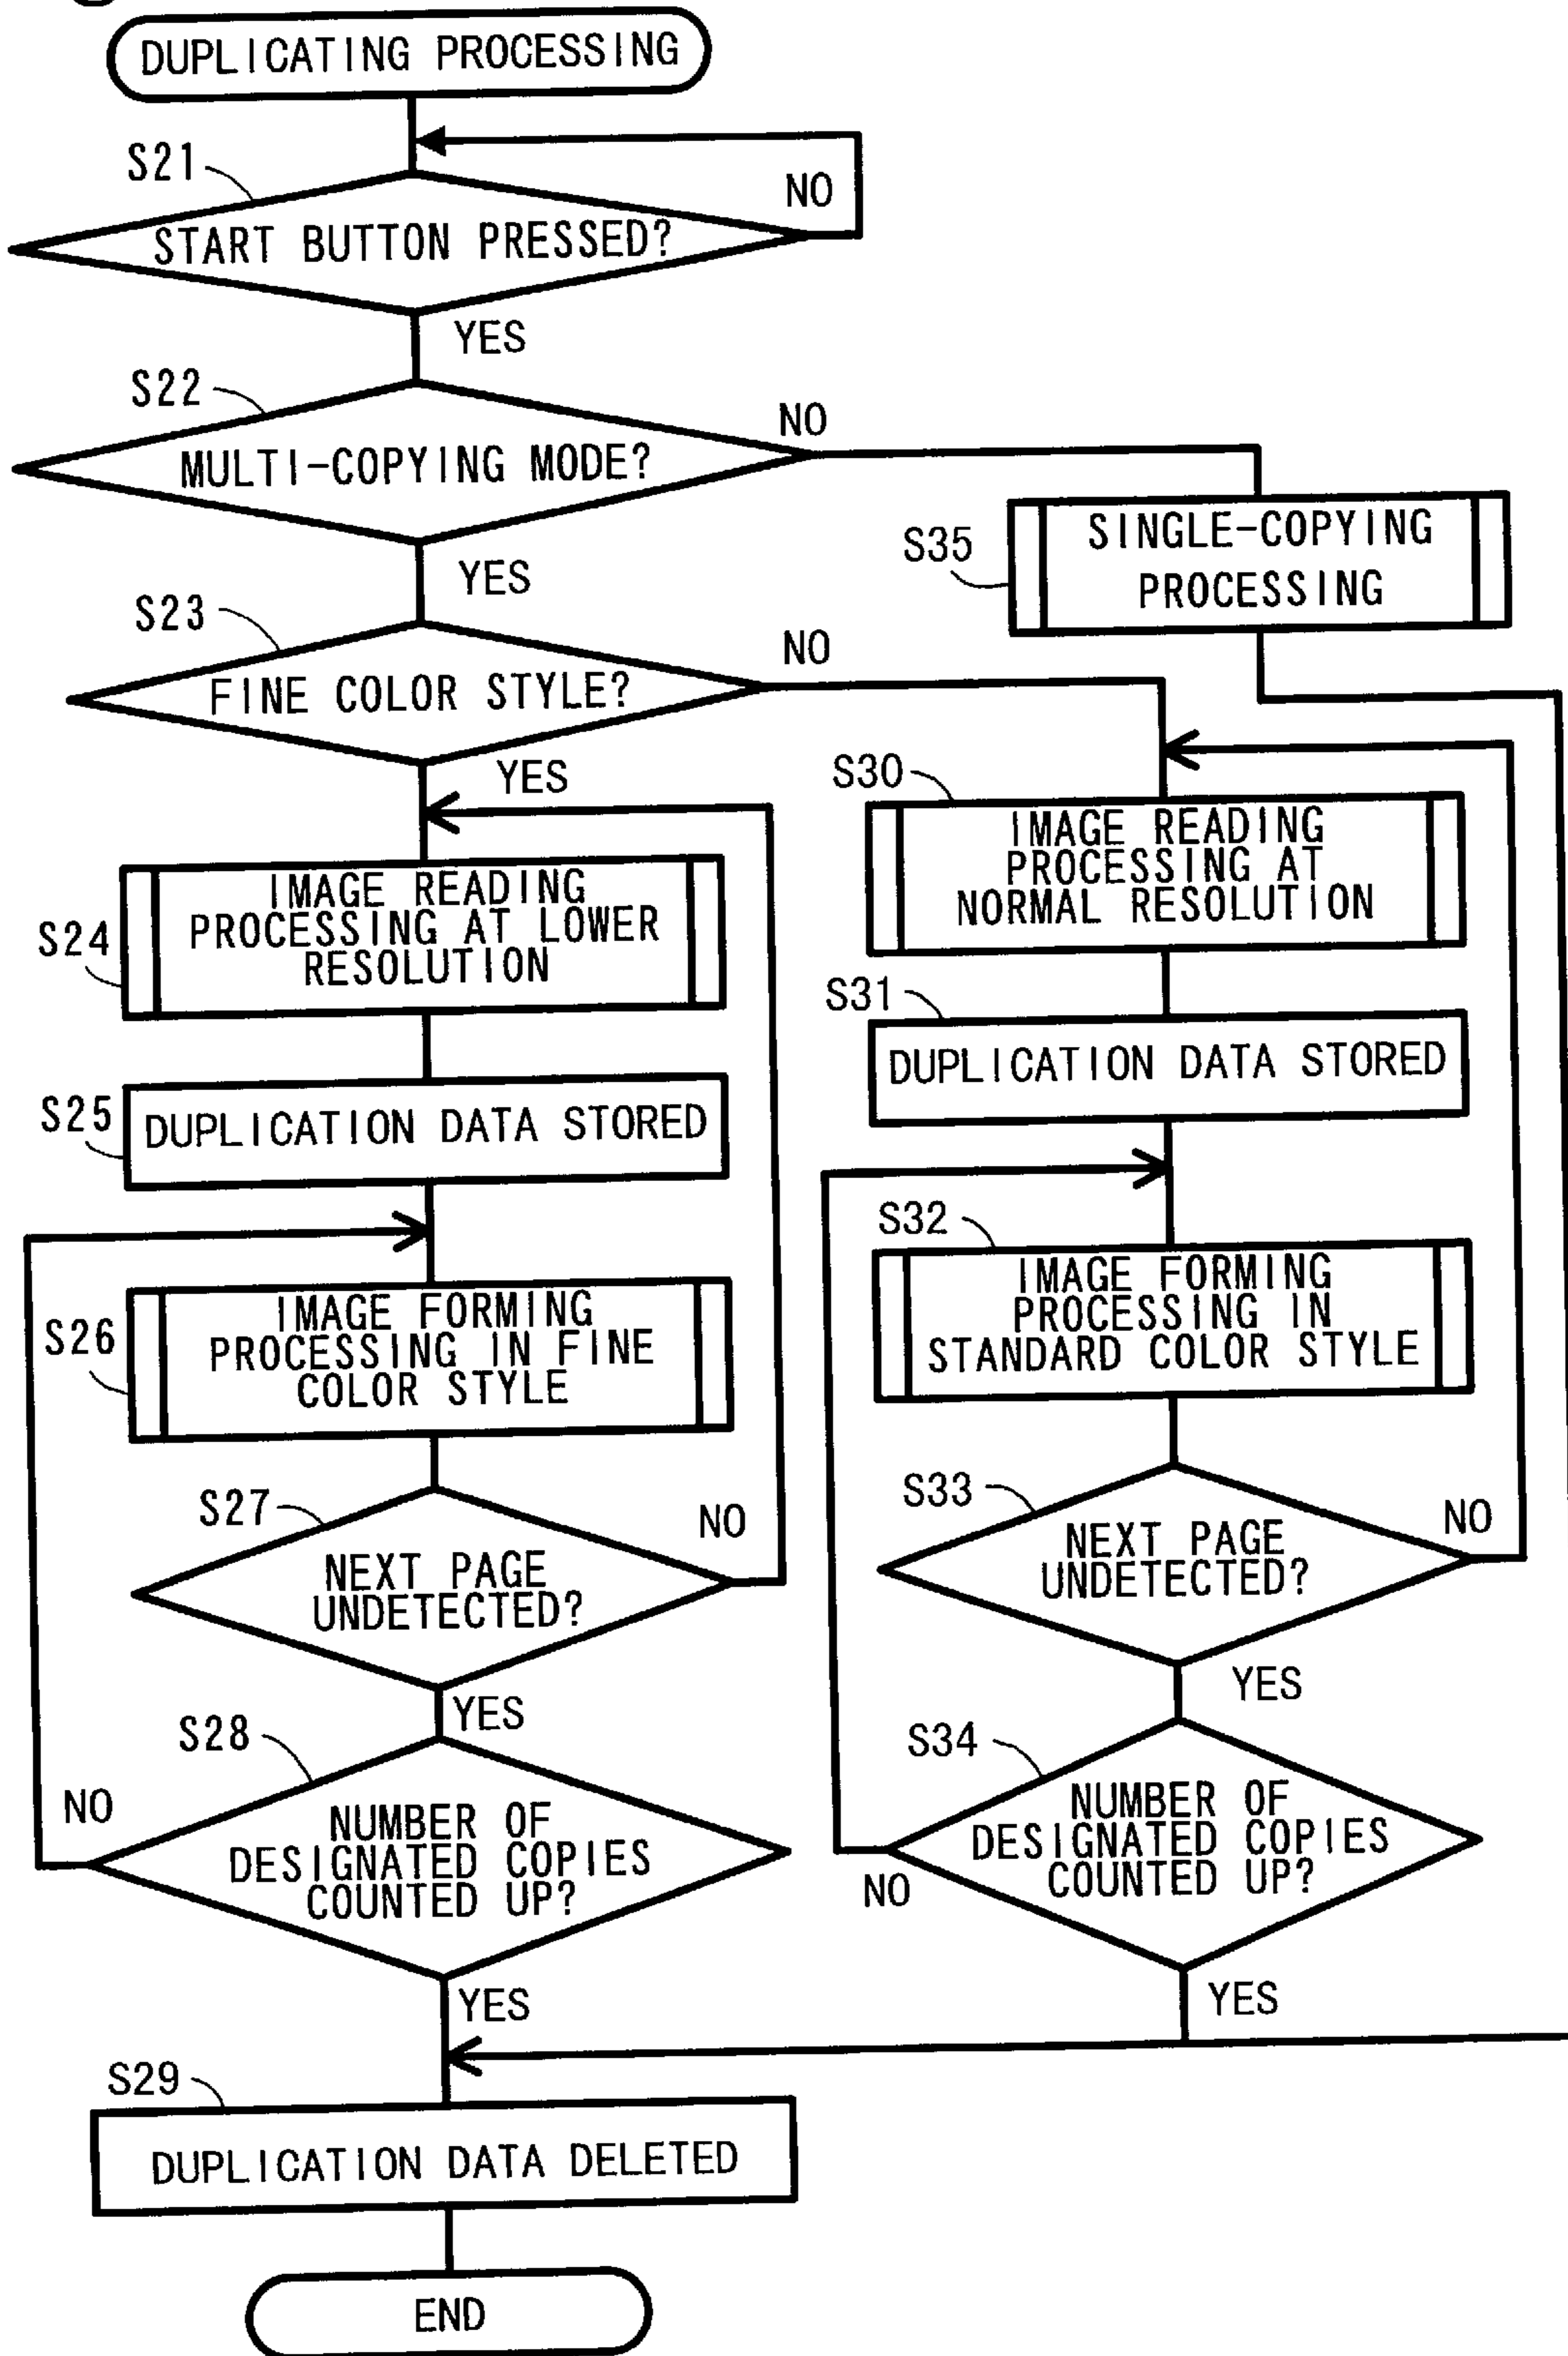 DUPLICATING PROCESSING
S21
NO
START BUTTON PRESSED?
YES
S22
NO
MULTI-COPYING MODE?
YES
S35
SINGLE-COPYING
PROCESSING
S23
NO
FINE COLOR STYLE?
YES
S24
IMAGE READING
PROCESSING AT LOWER
RESOLUTION
S25
DUPLICATION DATA STORED
S26
IMAGE FORMING
PROCESSING IN FINE
COLOR STYLE
S27
NO
NEXT PAGE
UNDETECTED?
YES
S28
NO
NUMBER OF
DESIGNATED COPIES
COUNTED UP?
YES
S30
IMAGE READING
PROCESSING AT
NORMAL RESOLUTION
S31
DUPLICATION DATA STORED
S32
IMAGE FORMING
PROCESSING IN
STANDARD COLOR STYLE
S33
NO
NEXT PAGE
UNDETECTED?
YES
S34
NUMBER OF
DESIGNATED COPIES
COUNTED UP?
NO
YES
S29
DUPLICATION DATA DELETED
END